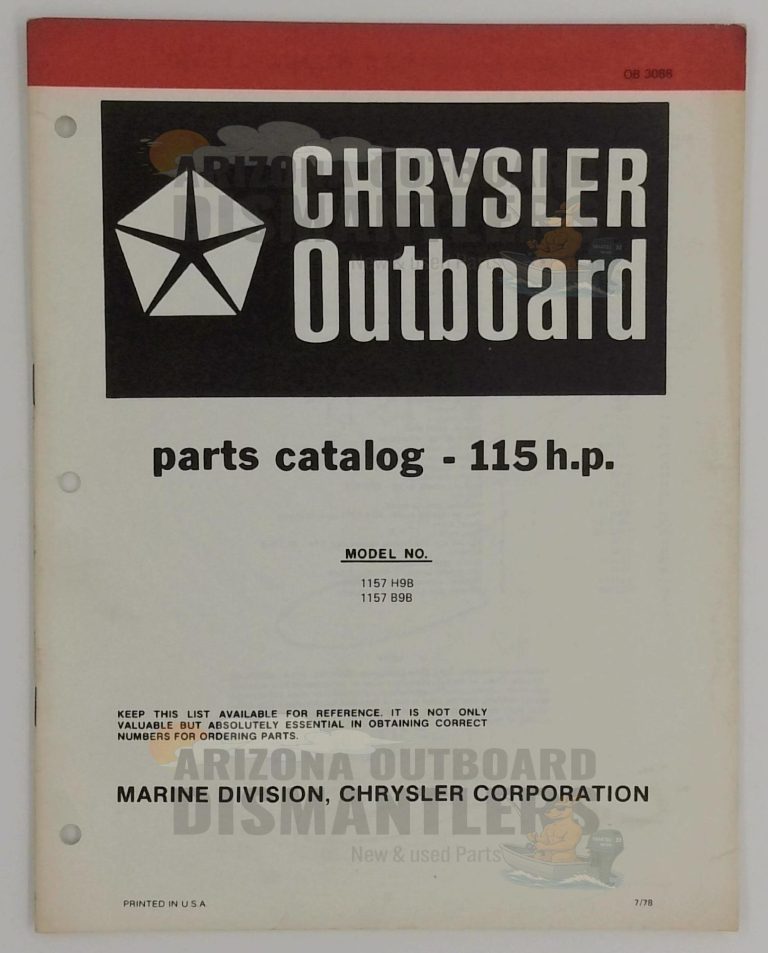 OB 3086
CHRYSLER
Outboard
parts catalog - 115 h.p.
MODEL NO.
1157 H9B
1157 B9B
KEEP THIS LIST AVAILABLE FOR REFERENCE. IT IS NOT ONLY
VALUABLE BUT ABSOLUTELY ESSENTIAL IN OBTAINING CORRECT
NUMBERS FOR ORDERING PARTS.
ARIZONA OUTBOARD
MARINE DIVISION, CHRYSLER CORPORATION
DISMANTLERS
New & used Parts
PRINTED IN U.S.A.
7/78